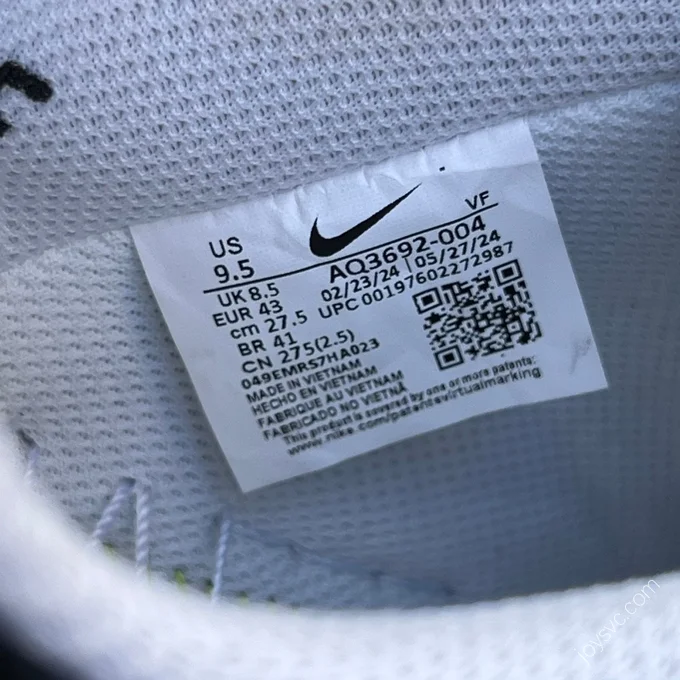 VF
US
9.5
AQ3692-004
UK 8.5
02/23/24 | 05/27/24
EUR 43
UPC 00197602272987
cm 27.5
BR 41
CN 275(2.5)
049EMRS7HA023
MADE IN VIETNAM
HECHO EN VIETNAM
FABRIQUE AU VIETNAM
FABRICADO NO VIETNÃ
This product is covered by one or more patents:
www.nike.com/patentsvirtualmarking
joysvc.com